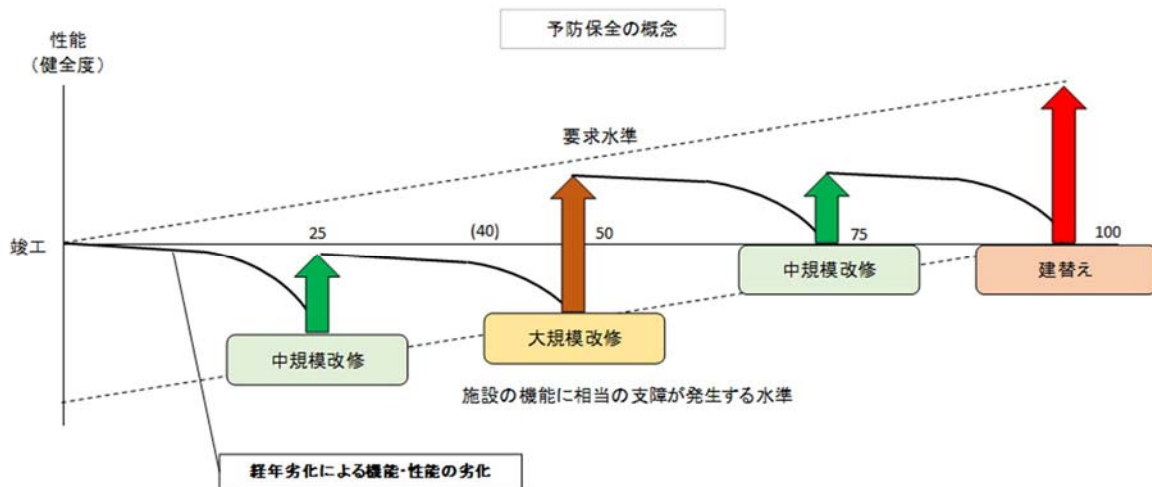 予防保全の概念
性能
（健全度）
要求水準
竣工
25
(40)
50
75
100
中規模改修
大規模改修
中規模改修
建替え
施設の機能に相当の支障が発生する水準
経年劣化による機能・性能の劣化